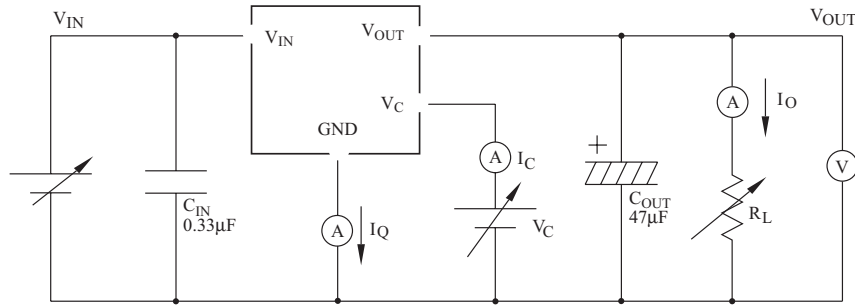 VIN
VOUT
VIN
VOUT
VC
GND
A
IO
A
IC
V
+
CIN
0.33µF
A
IQ
VC
COUT
47µF
RL